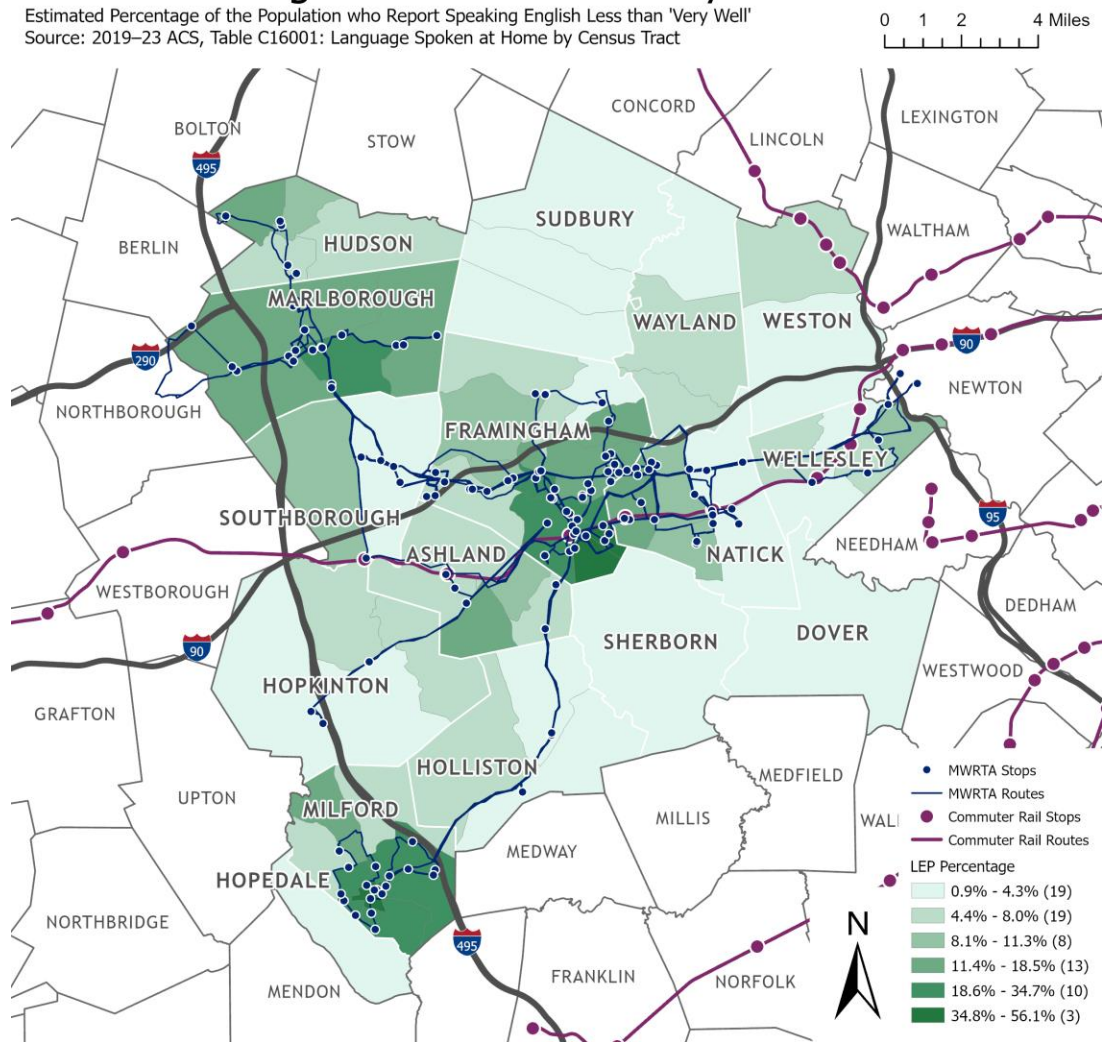 Estimated Percentage of the Population who Report Speaking English Less than 'Very Well'
Source: 2019–23 ACS, Table C16001: Language Spoken at Home by Census Tract
0 1 2 4 Miles
CONCORD
LEXINGTON
BOLTON
STOW
LINCOLN
495
SUDBURY
BERLIN
HUDSON
WALTHAM
MARLBOROUGH
WAYLAND
WESTON
290
90
NEWTON
NORTHBOROUGH
FRAMINGHAM
WELLESLEY
SOUTHBOROUGH
95
ASHLAND
NATICK
NEEDHAM
WESTBOROUGH
DEDHAM
90
SHERBORN
DOVER
WESTWOOD
HOPKINTON
GRAFTON
HOLLISTON
MEDFIELD
UPTON
MILFORD
MILLIS
WAL
MEDWAY
HOPEDALE
NORTHBRIDGE
495
FRANKLIN
NORFOLK
MENDON
N
MWRTA Stops
MWRTA Routes
Commuter Rail Stops
Commuter Rail Routes
LEP Percentage
0.9% - 4.3% (19)
4.4% - 8.0% (19)
8.1% - 11.3% (8)
11.4% - 18.5% (13)
18.6% - 34.7% (10)
34.8% - 56.1% (3)